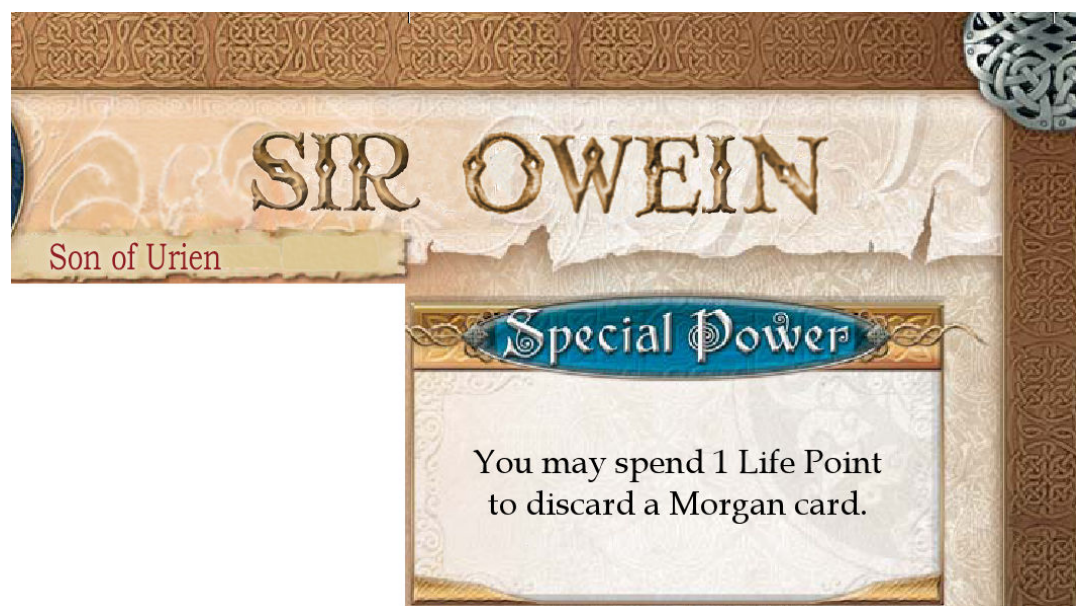 SIR OWEIN
Son of Urien
Special Power
You may spend 1 Life Point
to discard a Morgan card.